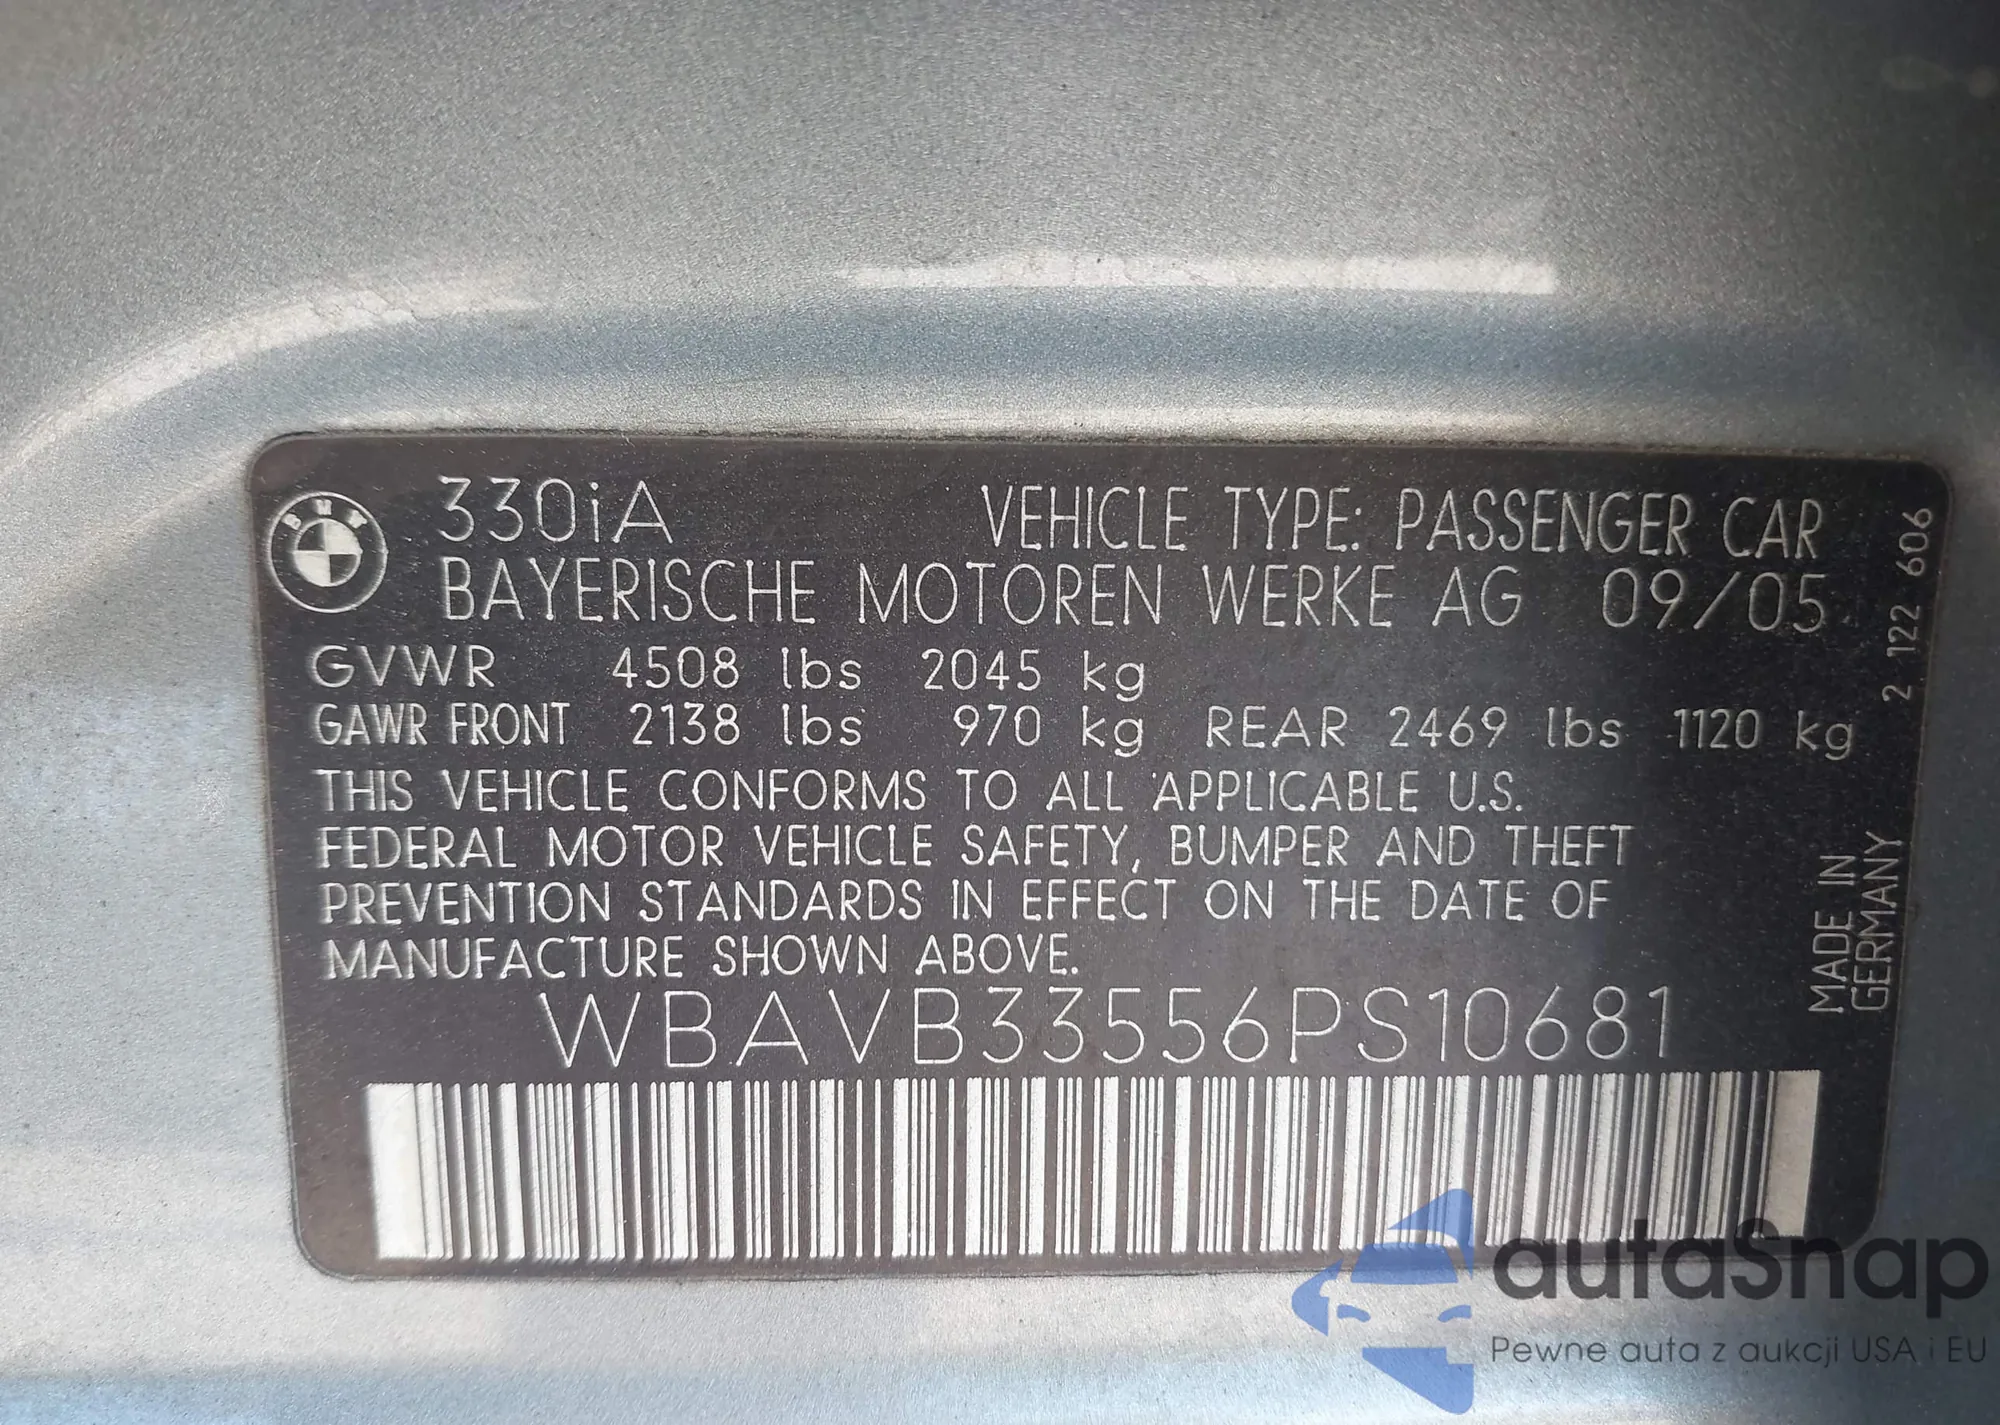 BMW
330iA VEHICLE TYPE: PASSENGER CAR
BAYERISCHE MOTOREN WERKE AG 09/05
GVWR 4508 lbs 2045 kg
GAWR FRONT 2138 lbs 970 kg REAR 2469 lbs 1120 kg
THIS VEHICLE CONFORMS TO ALL APPLICABLE U.S.
FEDERAL MOTOR VEHICLE SAFETY, BUMPER AND THEFT
PREVENTION STANDARDS IN EFFECT ON THE DATE OF
MANUFACTURE SHOWN ABOVE.
WBAVB33556PS10681
2 122 606
MADE IN
GERMANY
autaSnap
Pewne auta z aukcji USA i EU